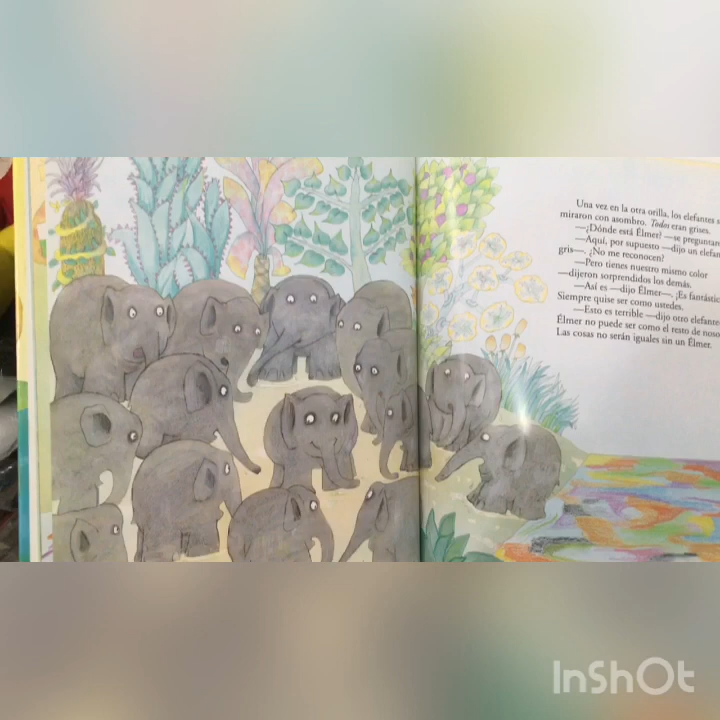 Una vez en la otra orilla, los elefantes s
miraron con asombro. Todos eran grises.
—¿Dónde está Élmer? —se preguntan
—Aquí, por supuesto —dijo un elefan
gris—. ¿No me reconocen?
—Pero tienes nuestro mismo color
—dijeron sorprendidos los demás.
—Así es —dijo Élmer—. ¡Es fantástic
Siempre quise ser como ustedes.
—Esto es terrible —dijo otro elefante
Élmer no puede ser como el resto de noso
Las cosas no serán iguales sin un Élmer.
InShOt